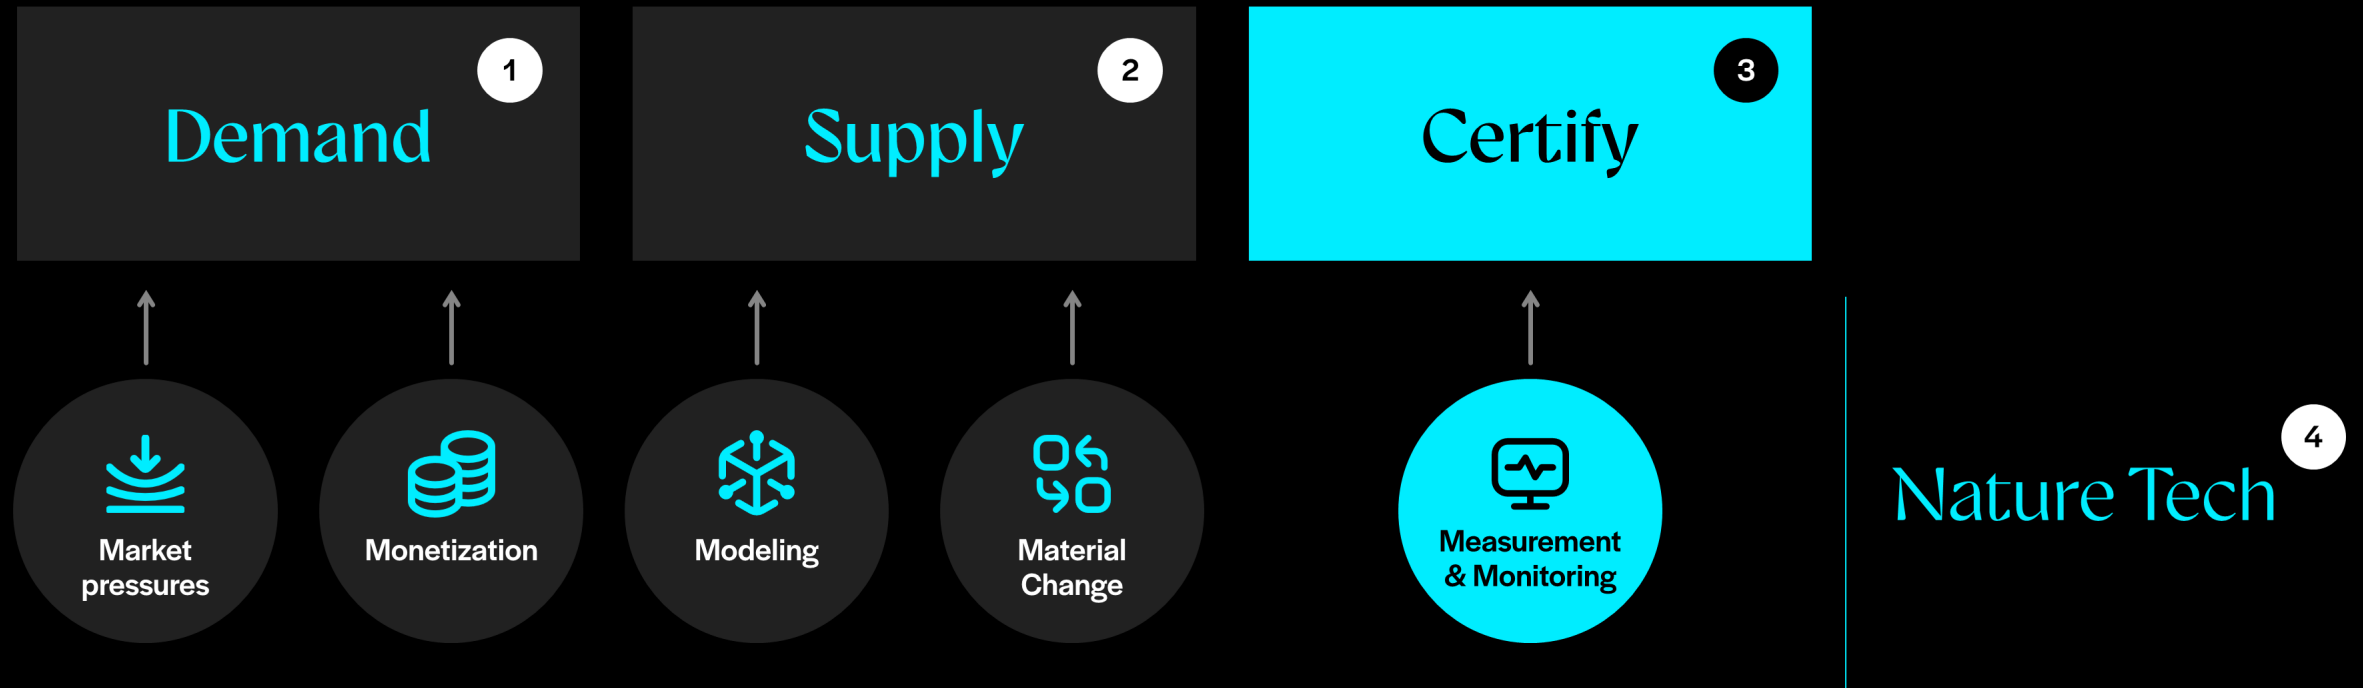 1
Demand
2
Supply
3
Certify
Market
pressures
Monetization
Modeling
Material
Change
Measurement
& Monitoring
4
Nature Tech